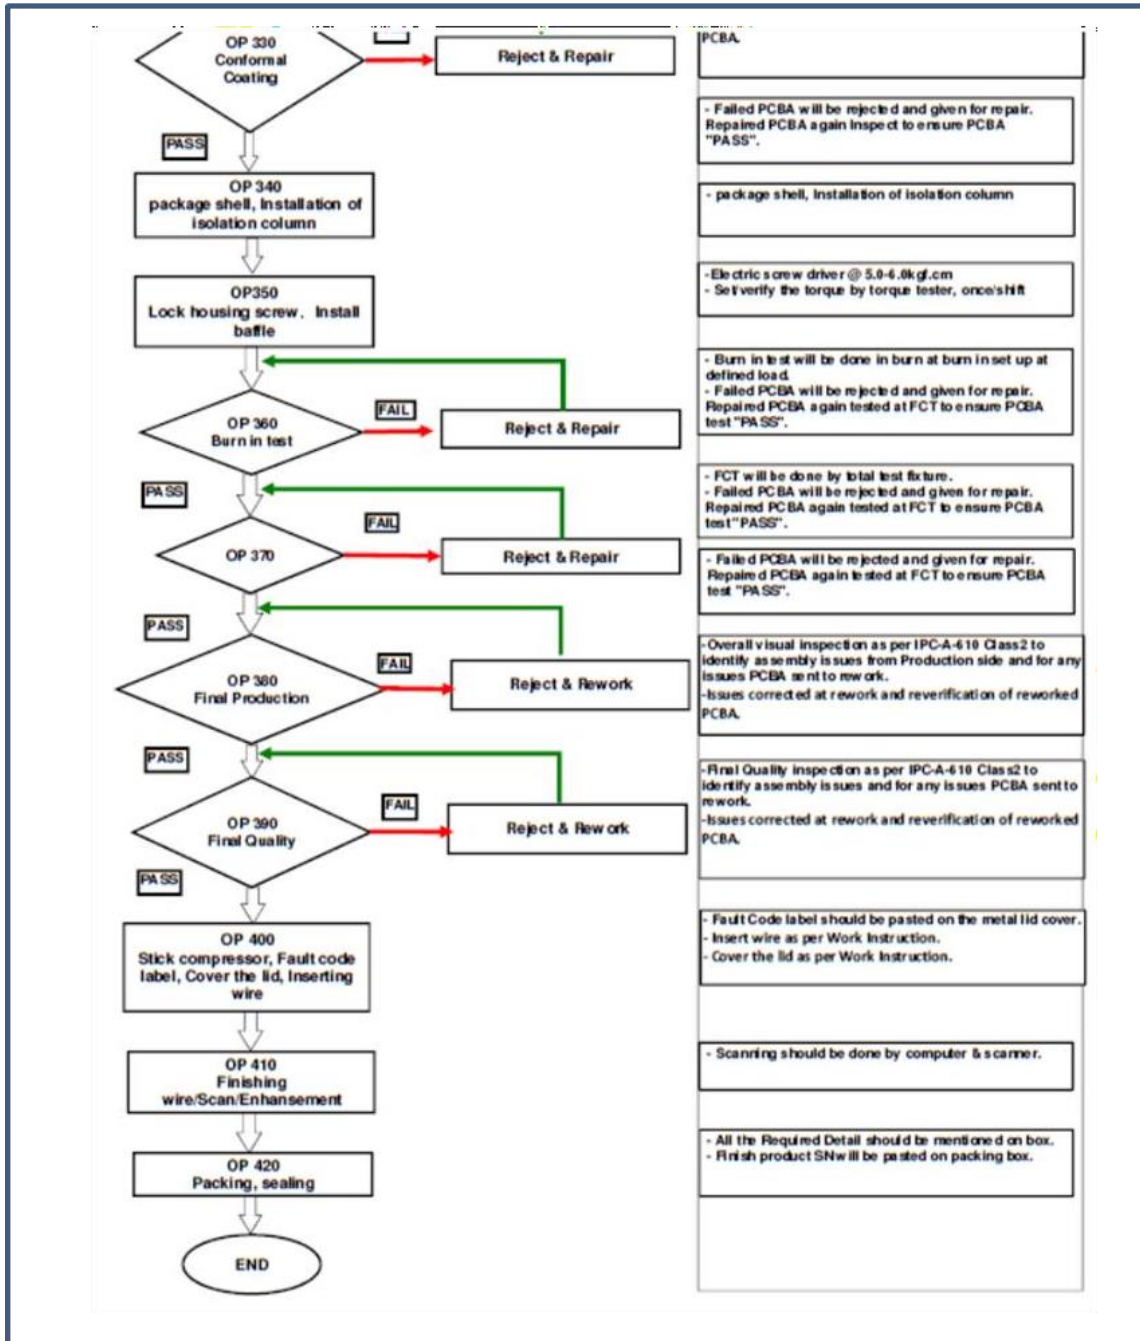 OP 330
Conformal
Coating
Reject & Repair
PCBA.
- Failed PCBA will be rejected and given for repair.
Repaired PCBA again Inspect to ensure PCBA
"PASS".
PASS
OP 340
package shell, Installation of
isolation column
- package shell, Installation of isolation column
OP350
Lock housing screw, Install
baffle
-Electric screw driver @ 5.0-6.0kgf.cm
- Set/verify the torque by torque tester, once/shift
- Burn in test will be done in burn at burn in set up at
defined load.
- Failed PCBA will be rejected and given for repair.
Repaired PCBA again tested at FCT to ensure PCBA
test "PASS".
OP 360
Burn in test
FAIL
Reject & Repair
PASS
- FCT will be done by total test fixture.
- Failed PCBA will be rejected and given for repair.
Repaired PCBA again tested at FCT to ensure PCBA
test "PASS".
OP 370
FAIL
Reject & Repair
- Failed PCBA will be rejected and given for repair.
Repaired PCBA again tested at FCT to ensure PCBA
test "PASS".
PASS
OP 380
Final Production
FAIL
Reject & Rework
-Overall visual inspection as per IPC-A-610 Class2 to
identify assembly issues from Production side and for any
issues PCBA sent to rework.
-Issues corrected at rework and reverification of reworked
PCBA.
PASS
OP 390
Final Quality
FAIL
Reject & Rework
-Final Quality inspection as per IPC-A-610 Class2 to
identify assembly issues and for any issues PCBA sent to
rework.
-Issues corrected at rework and reverification of reworked
PCBA.
PASS
OP 400
Stick compressor, Fault code
label, Cover the lid, Inserting
wire
- Fault Code label should be pasted on the metal lid cover.
- Insert wire as per Work Instruction.
- Cover the lid as per Work Instruction.
OP 410
Finishing
wire/Scan/Enhansement
- Scanning should be done by computer & scanner.
OP 420
Packing, sealing
- All the Required Detail should be mentioned on box.
- Finish product SN will be pasted on packing box.
END